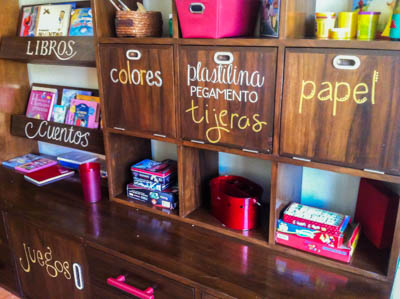 LIBROS
Cuentos
colores
plastilina
PEGAMENTO
tijeras
papel
juegos